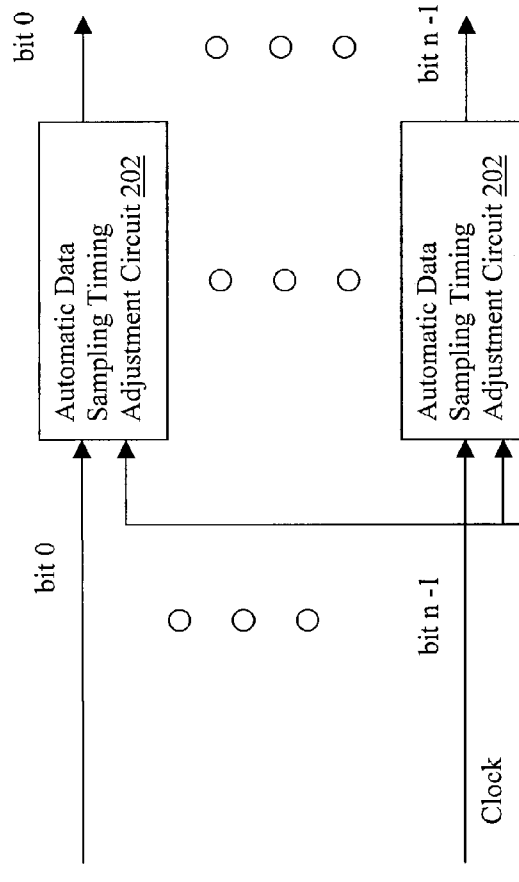 bit 0
Automatic Data
Sampling Timing
Adjustment Circuit 202
bit 0
bit n -1
Automatic Data
Sampling Timing
Adjustment Circuit 202
bit n -1
Clock